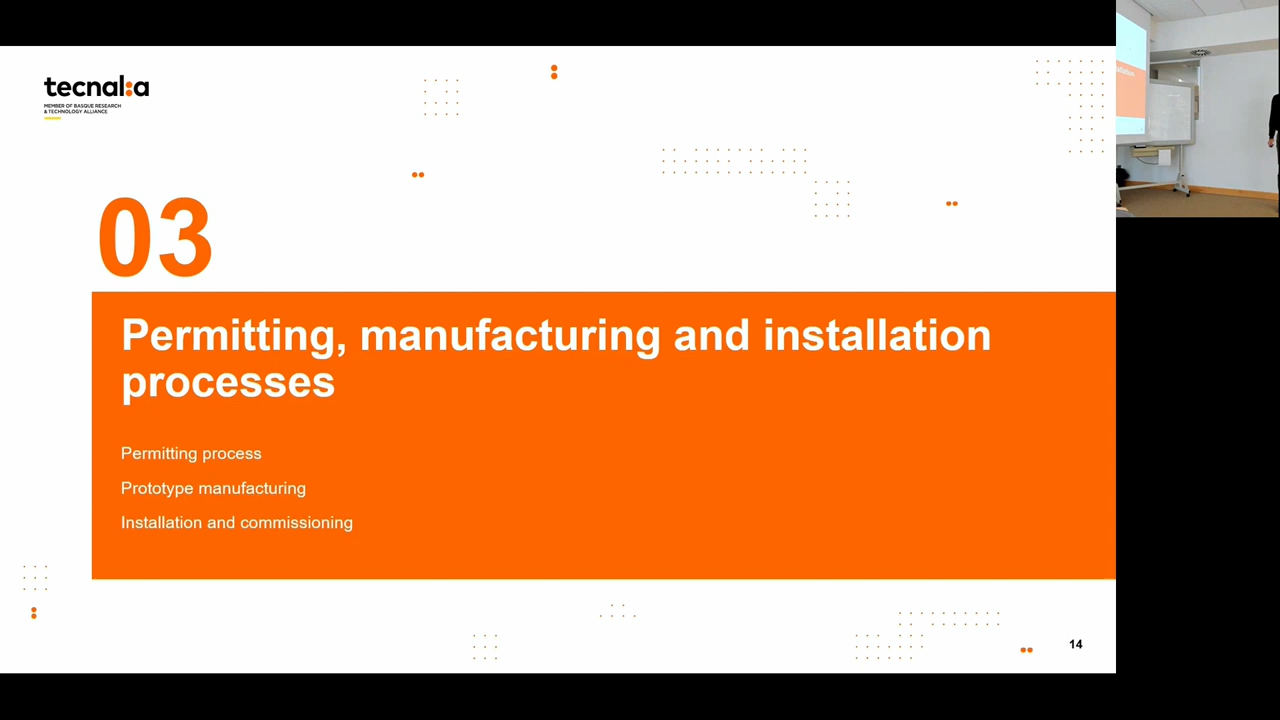 tecnal:a
MEMBER OF BASQUE RESEARCH
& TECHNOLOGY ALLIANCE
03
Permitting, manufacturing and installation
processes
Permitting process
Prototype manufacturing
Installation and commissioning
14